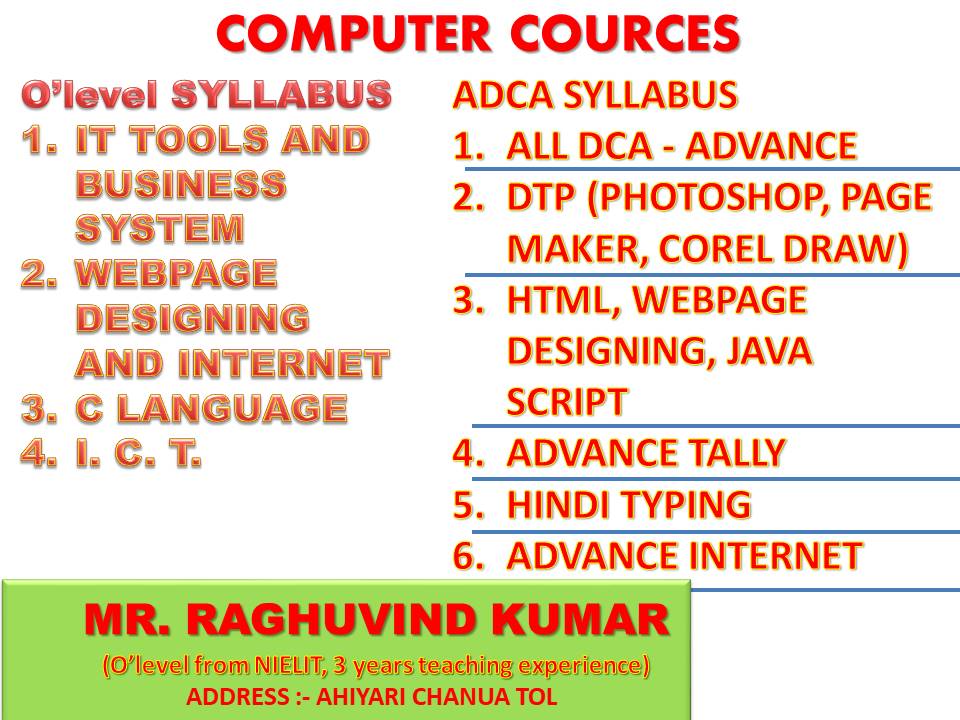 COMPUTER COURCES
O’level SYLLABUS
1. IT TOOLS AND
BUSINESS
SYSTEM
2. WEBPAGE
DESIGNING
AND INTERNET
3. C LANGUAGE
4. I. C. T.
ADCA SYLLABUS
1. ALL DCA - ADVANCE
2. DTP (PHOTOSHOP, PAGE
MAKER, COREL DRAW)
3. HTML, WEBPAGE
DESIGNING, JAVA
SCRIPT
4. ADVANCE TALLY
5. HINDI TYPING
6. ADVANCE INTERNET
MR. RAGHUVIND KUMAR
(O’level from NIELIT, 3 years teaching experience)
ADDRESS :- AHIYARI CHANUA TOL